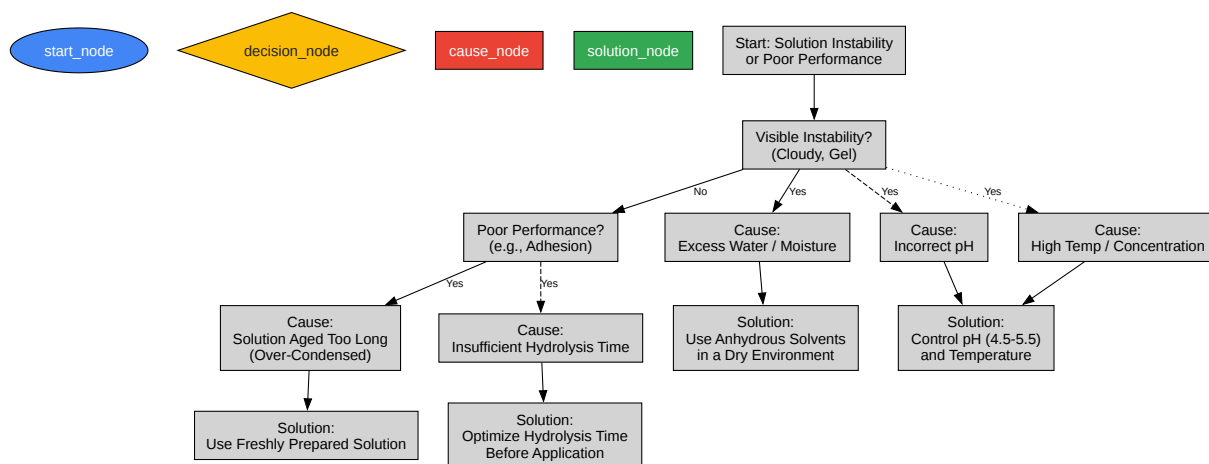 start_node
decision_node
cause_node
solution_node
Start: Solution Instability
or Poor Performance
Visible Instability?
(Cloudy, Gel)
No
Yes
Yes
Yes
Poor Performance?
(e.g., Adhesion)
Cause:
Excess Water / Moisture
Cause:
Incorrect pH
Cause:
High Temp / Concentration
Yes
Yes
Cause:
Solution Aged Too Long
(Over-Condensed)
Cause:
Insufficient Hydrolysis Time
Solution:
Use Anhydrous Solvents
in a Dry Environment
Solution:
Control pH (4.5-5.5)
and Temperature
Solution:
Use Freshly Prepared Solution
Solution:
Optimize Hydrolysis Time
Before Application